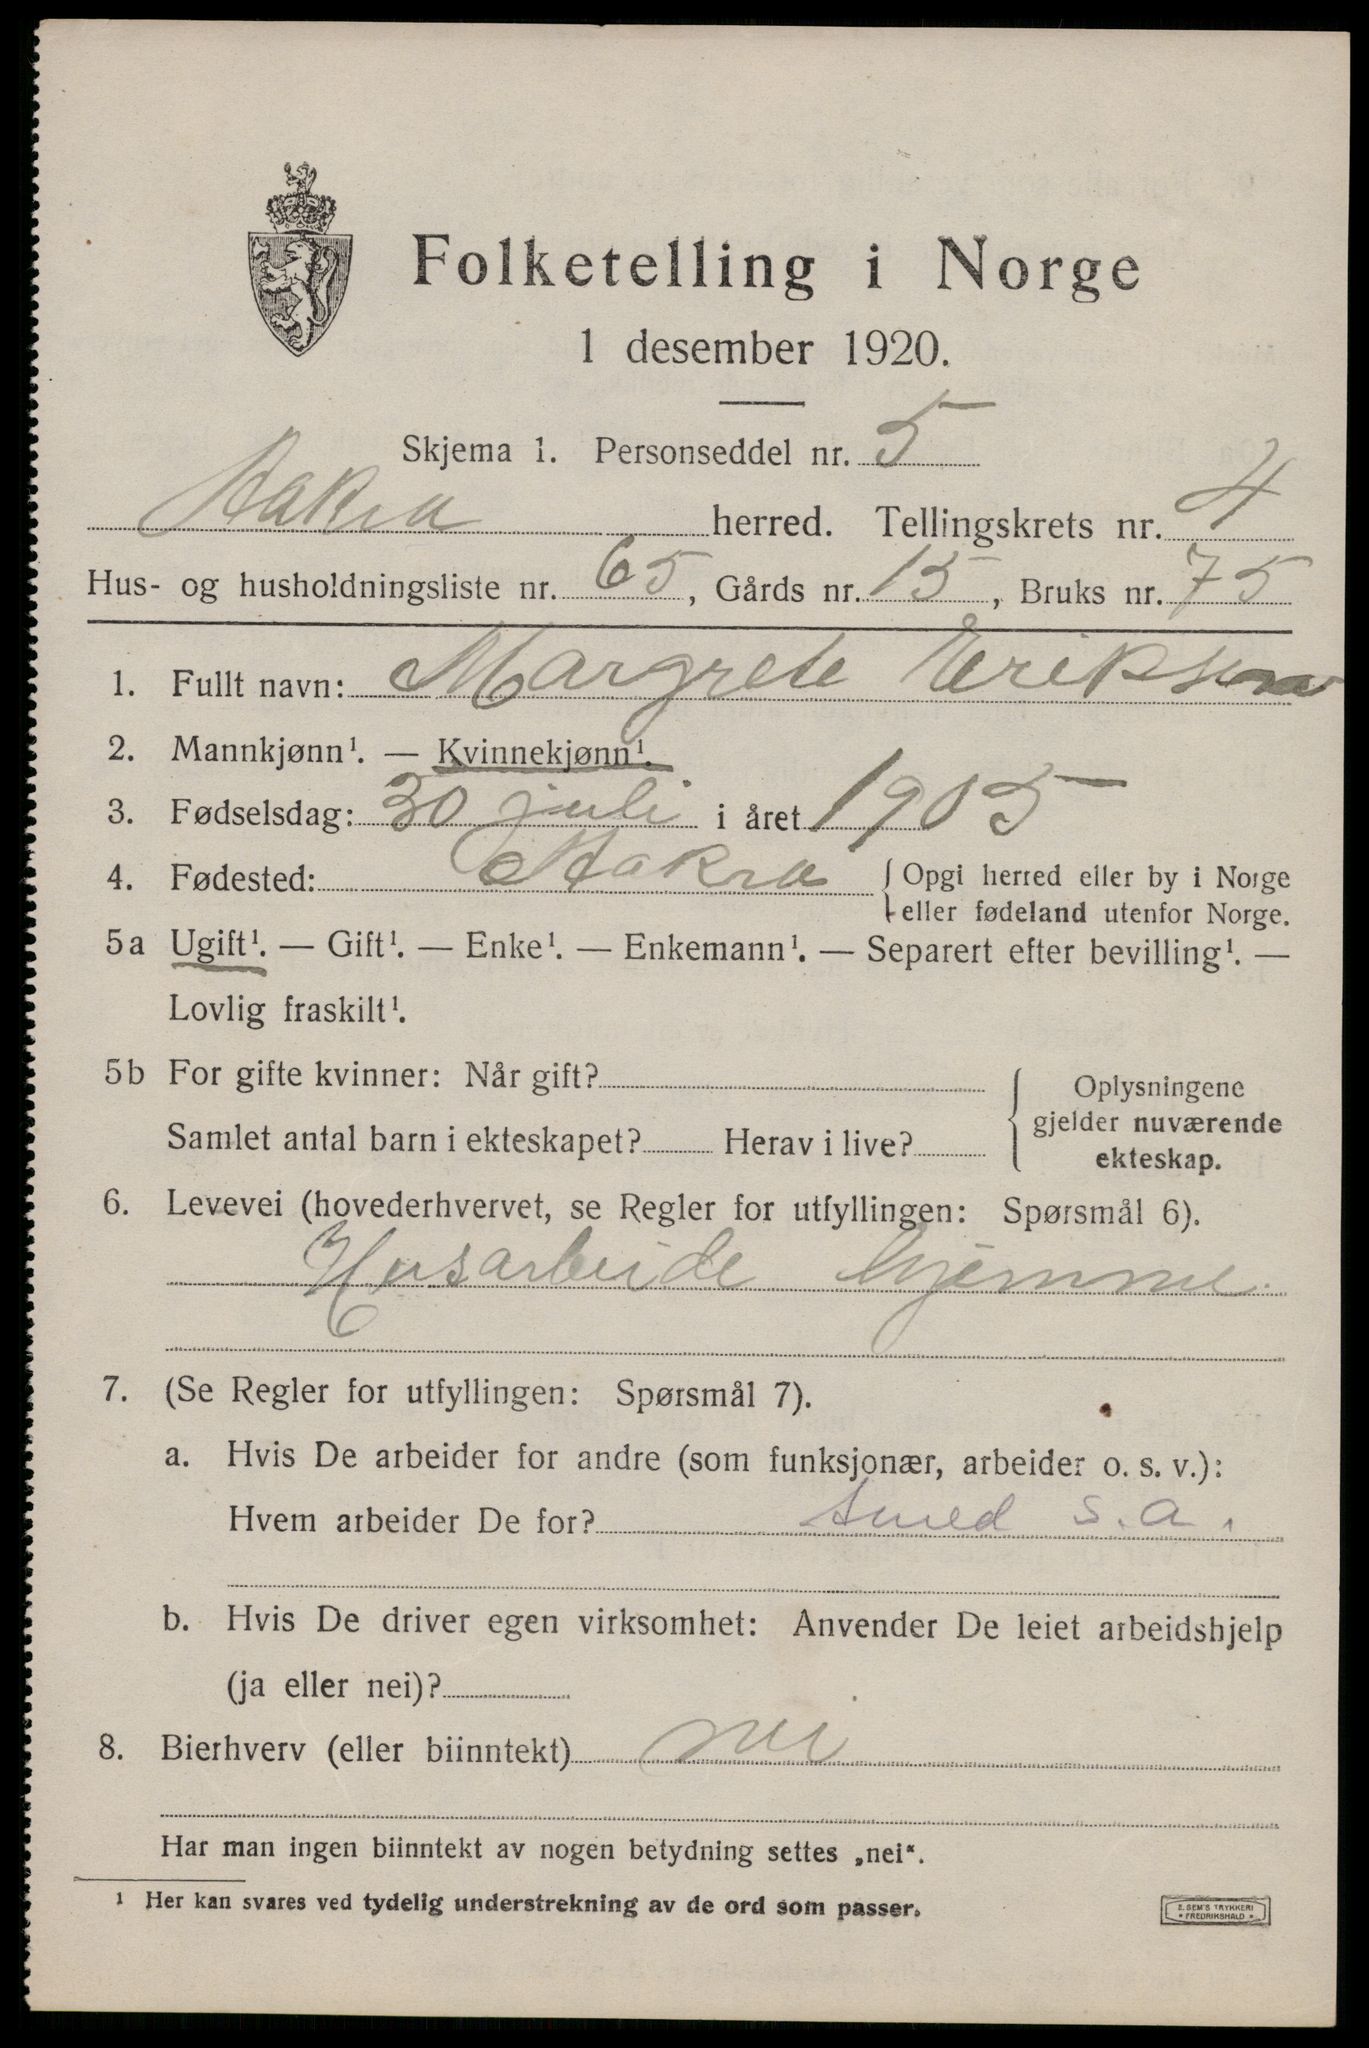 Folketelling i Norge
1 desember 1920.
Skjema 1. Personseddel nr. 5
Aakra herred. Tellingskrets nr. 4
Hus- og husholdningsliste nr. 65, Gårds nr. 15, Bruks nr. 75
1. Fullt navn: Margrete Eriksen
2. Mannkjønn¹. — Kvinnekjønn¹.
3. Fødselsdag: 30 juli i året 1905
4. Fødested: Aakra { Opgi herred eller by i Norge
eller fødeland utenfor Norge.
5a Ugift¹. — Gift¹. — Enke¹. — Enkemann¹. — Separert efter bevilling¹. —
Lovlig fraskilt¹.
5b For gifte kvinner: Når gift?
Samlet antal barn i ekteskapet? Herav i live?
Oplysningene
gjelder nuværende
ekteskap.
6. Levevei (hovederhvervet, se Regler for utfyllingen: Spørsmål 6).
Husarbeide hjemme
7. (Se Regler for utfyllingen: Spørsmål 7).
a. Hvis De arbeider for andre (som funksjonær, arbeider o. s. v.):
Hvem arbeider De for? s. a.
b. Hvis De driver egen virksomhet: Anvender De leiet arbeidshjelp
(ja eller nei)?
8. Bierhverv (eller biinntekt) nei
Har man ingen biinntekt av nogen betydning settes „nei“.
¹ Her kan svares ved tydelig understrekning av de ord som passer.
E. SEM'S TRYKKERI
* FREDRIKSHALD *